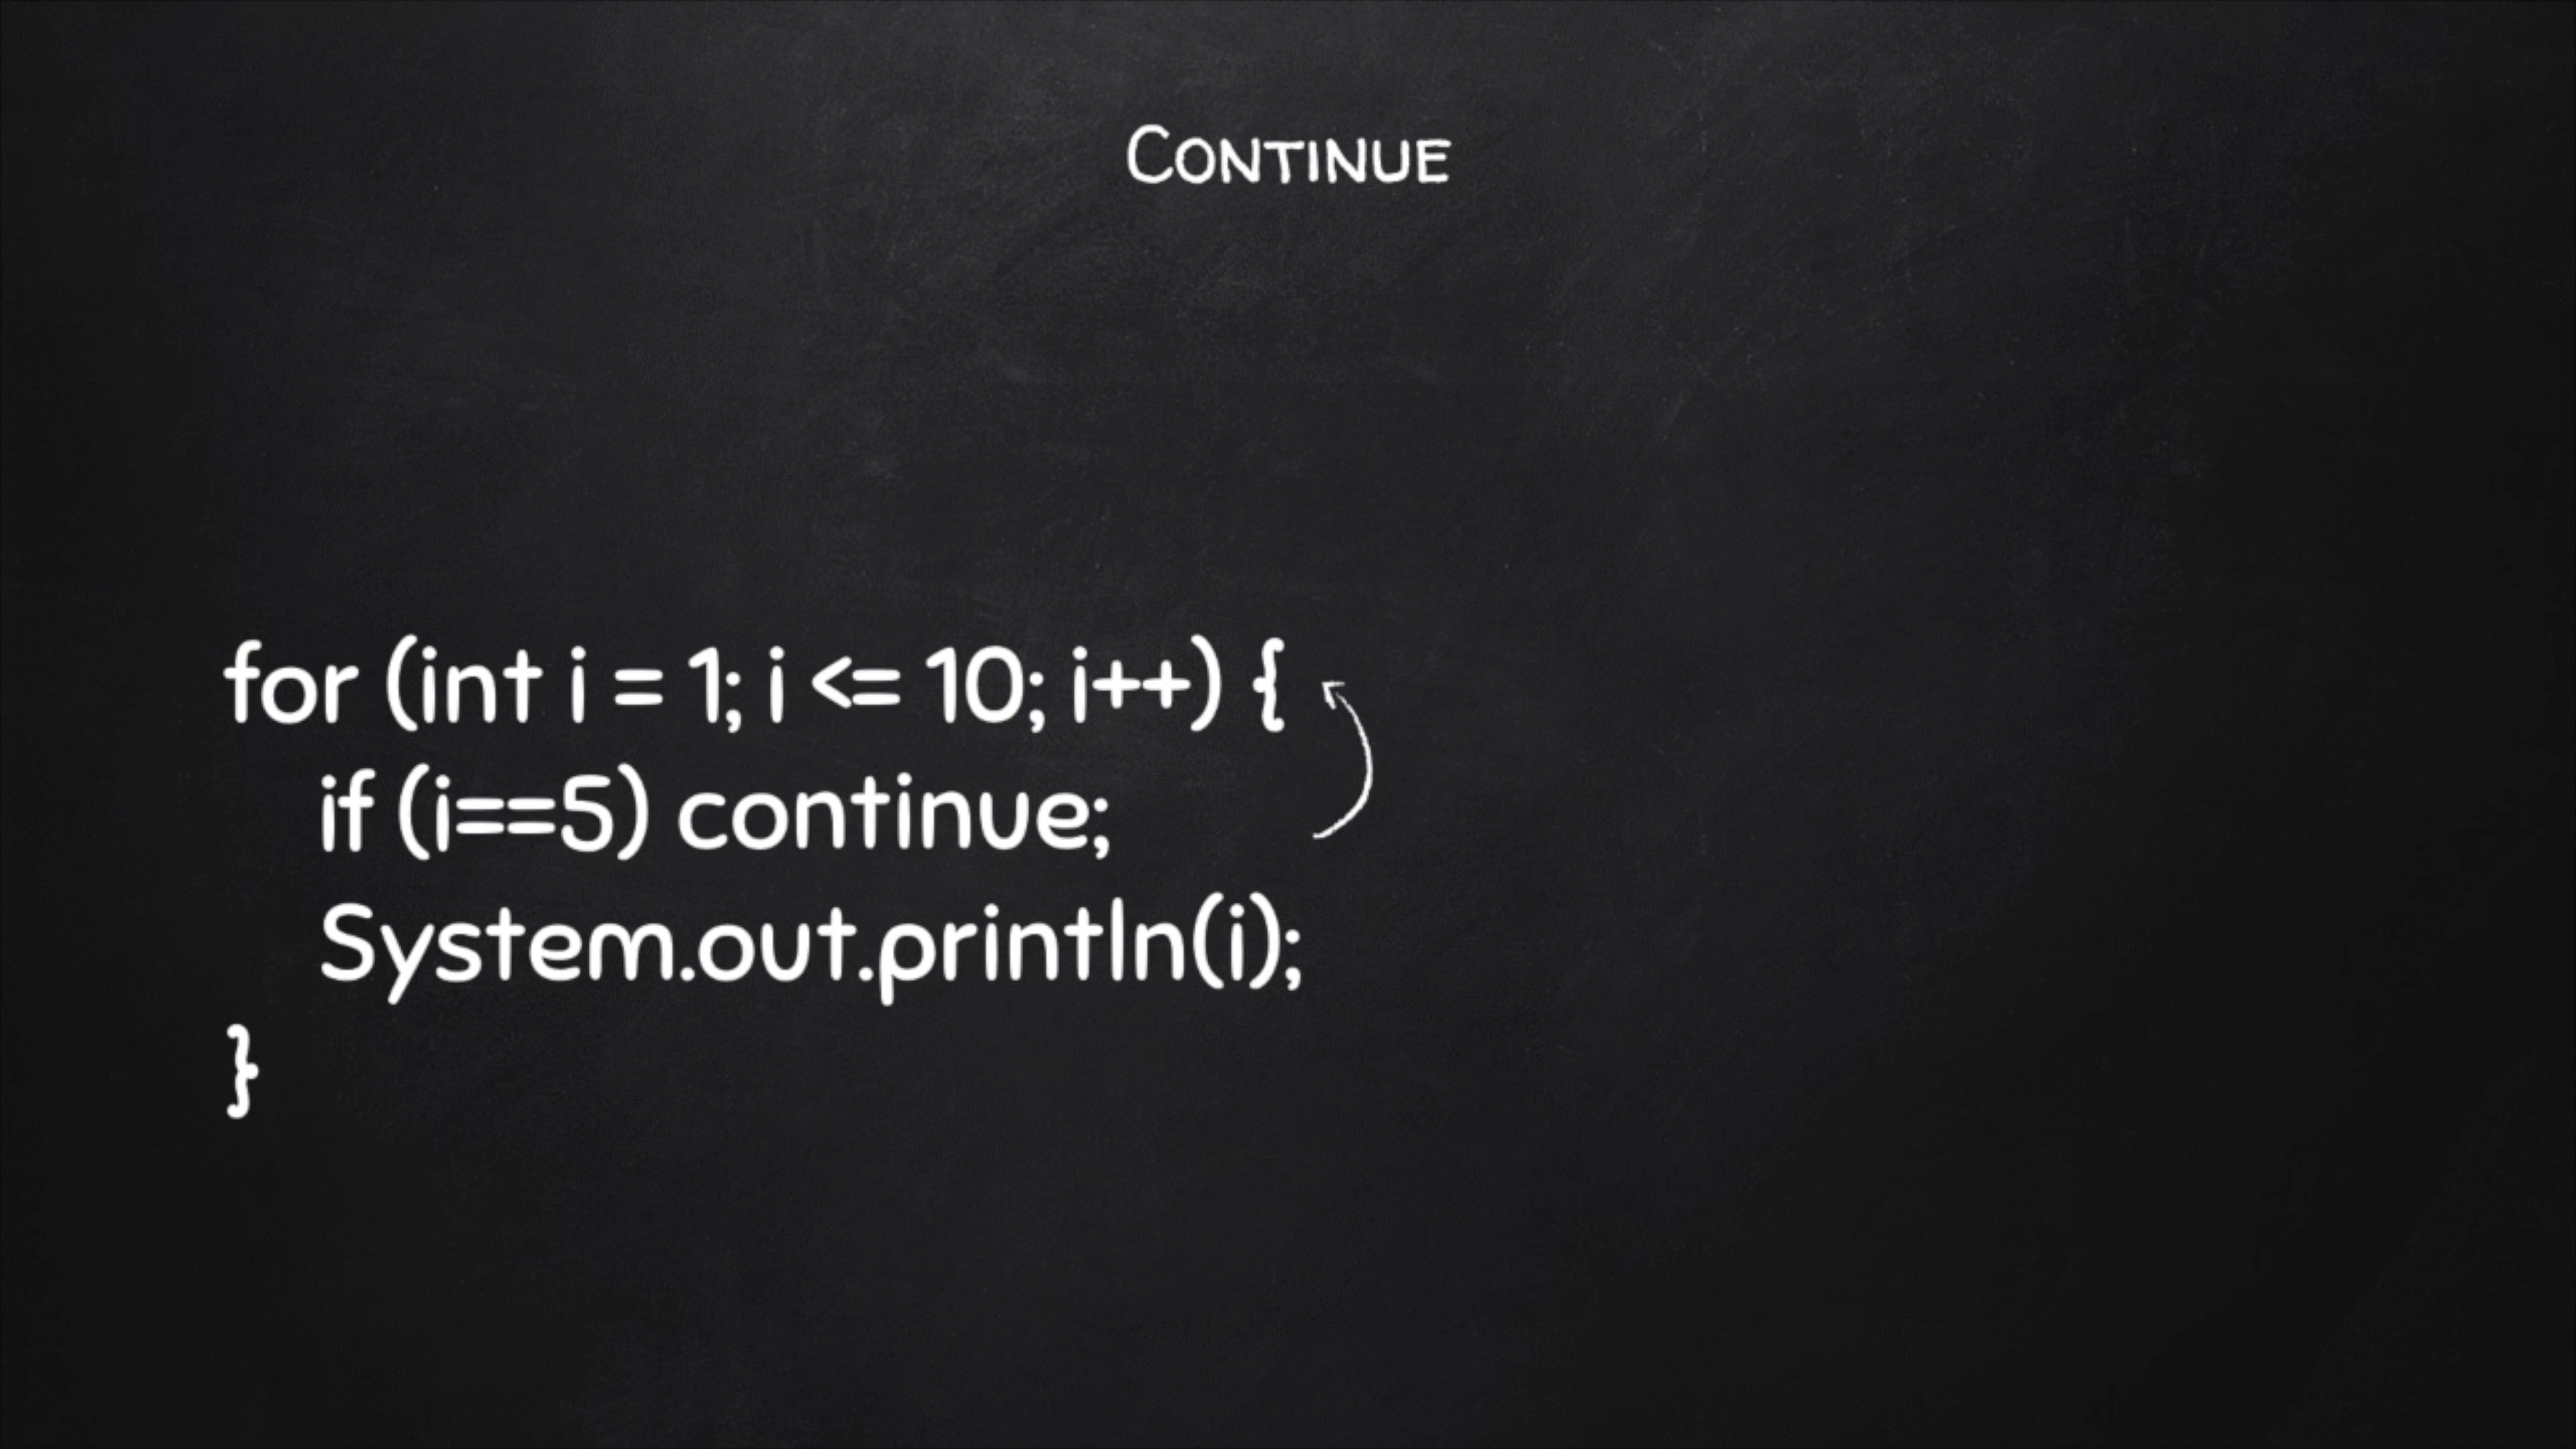 Continue
for (int i = 1; i <= 10; i++) {
if (i==5) continue;
System.out.println(i);
}